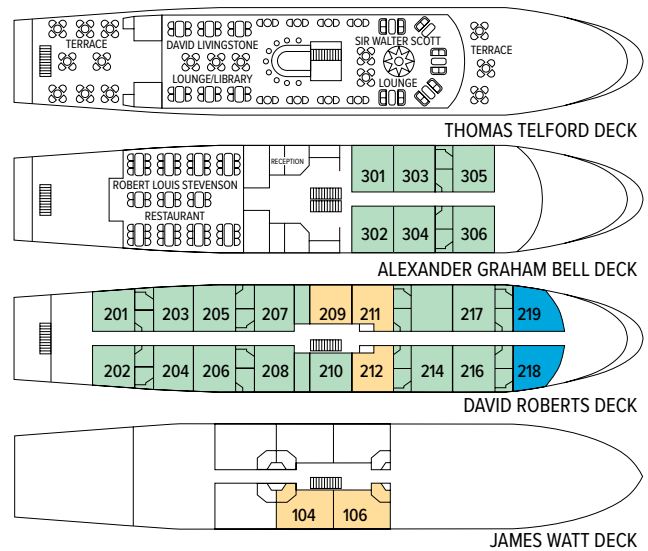 TERRACE
DAVID LIVINGSTONE
LOUNGE/LIBRARY
SIR WALTER SCOTT
LOUNGE
TERRACE
THOMAS TELFORD DECK
ROBERT LOUIS STEVENSON
RESTAURANT
RECEPTION
301 303 305
302 304 306
ALEXANDER GRAHAM BELL DECK
201 203 205 207 209 211 217 219
202 204 206 208 210 212 214 216 218
DAVID ROBERTS DECK
104 106
JAMES WATT DECK